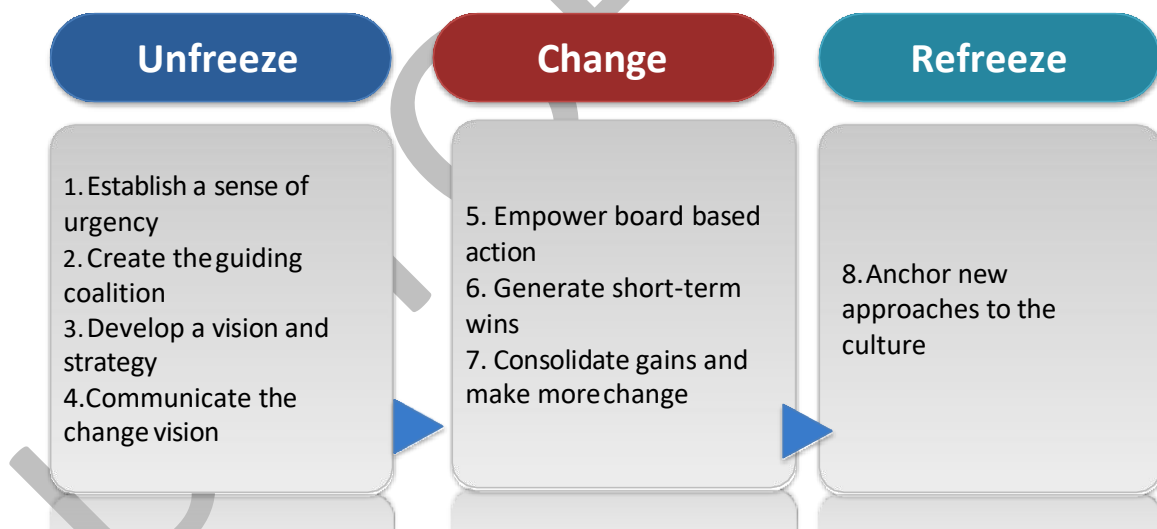 Unfreeze
1.Establish a sense of
urgency
2.Create the guiding
coalition
3.Develop a vision and
strategy
4.Communicate the
change vision
Change
5. Empower board based
action
6. Generate short-term
wins
7. Consolidate gains and
make more change
Refreeze
8.Anchor new
approaches to the
culture